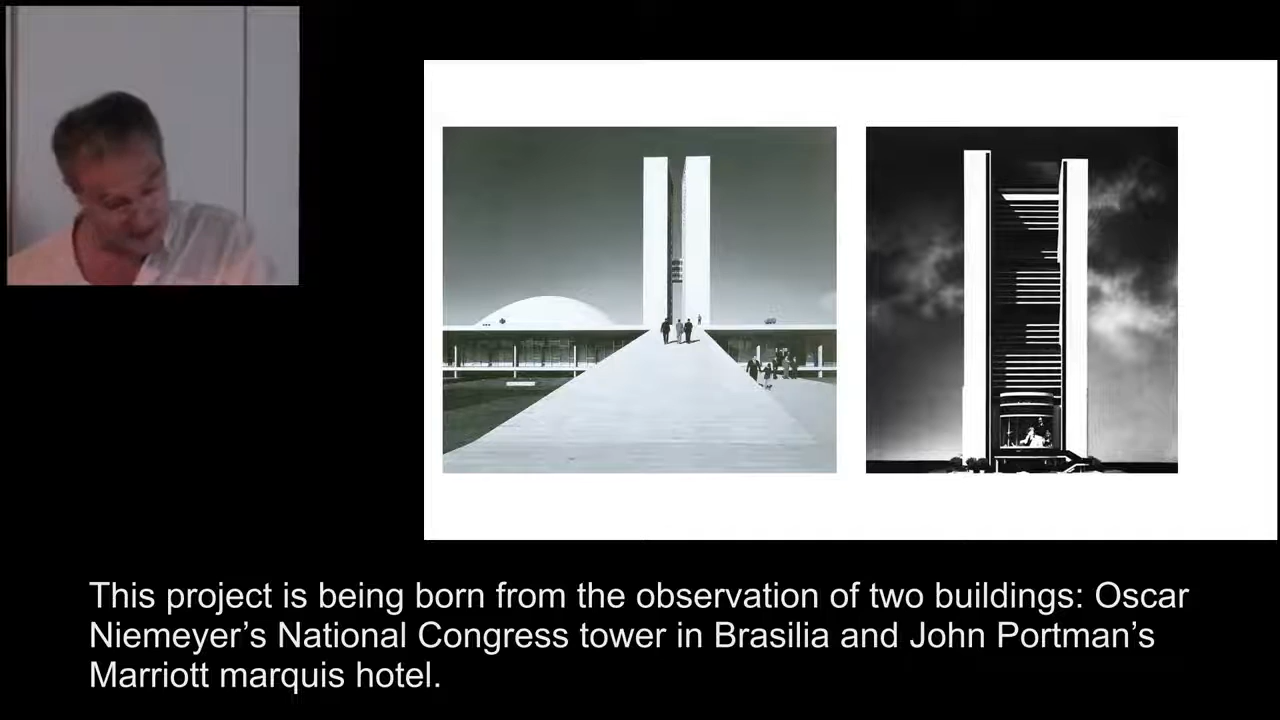 This project is being born from the observation of two buildings: Oscar
Niemeyer’s National Congress tower in Brasilia and John Portman’s
Marriott marquis hotel.